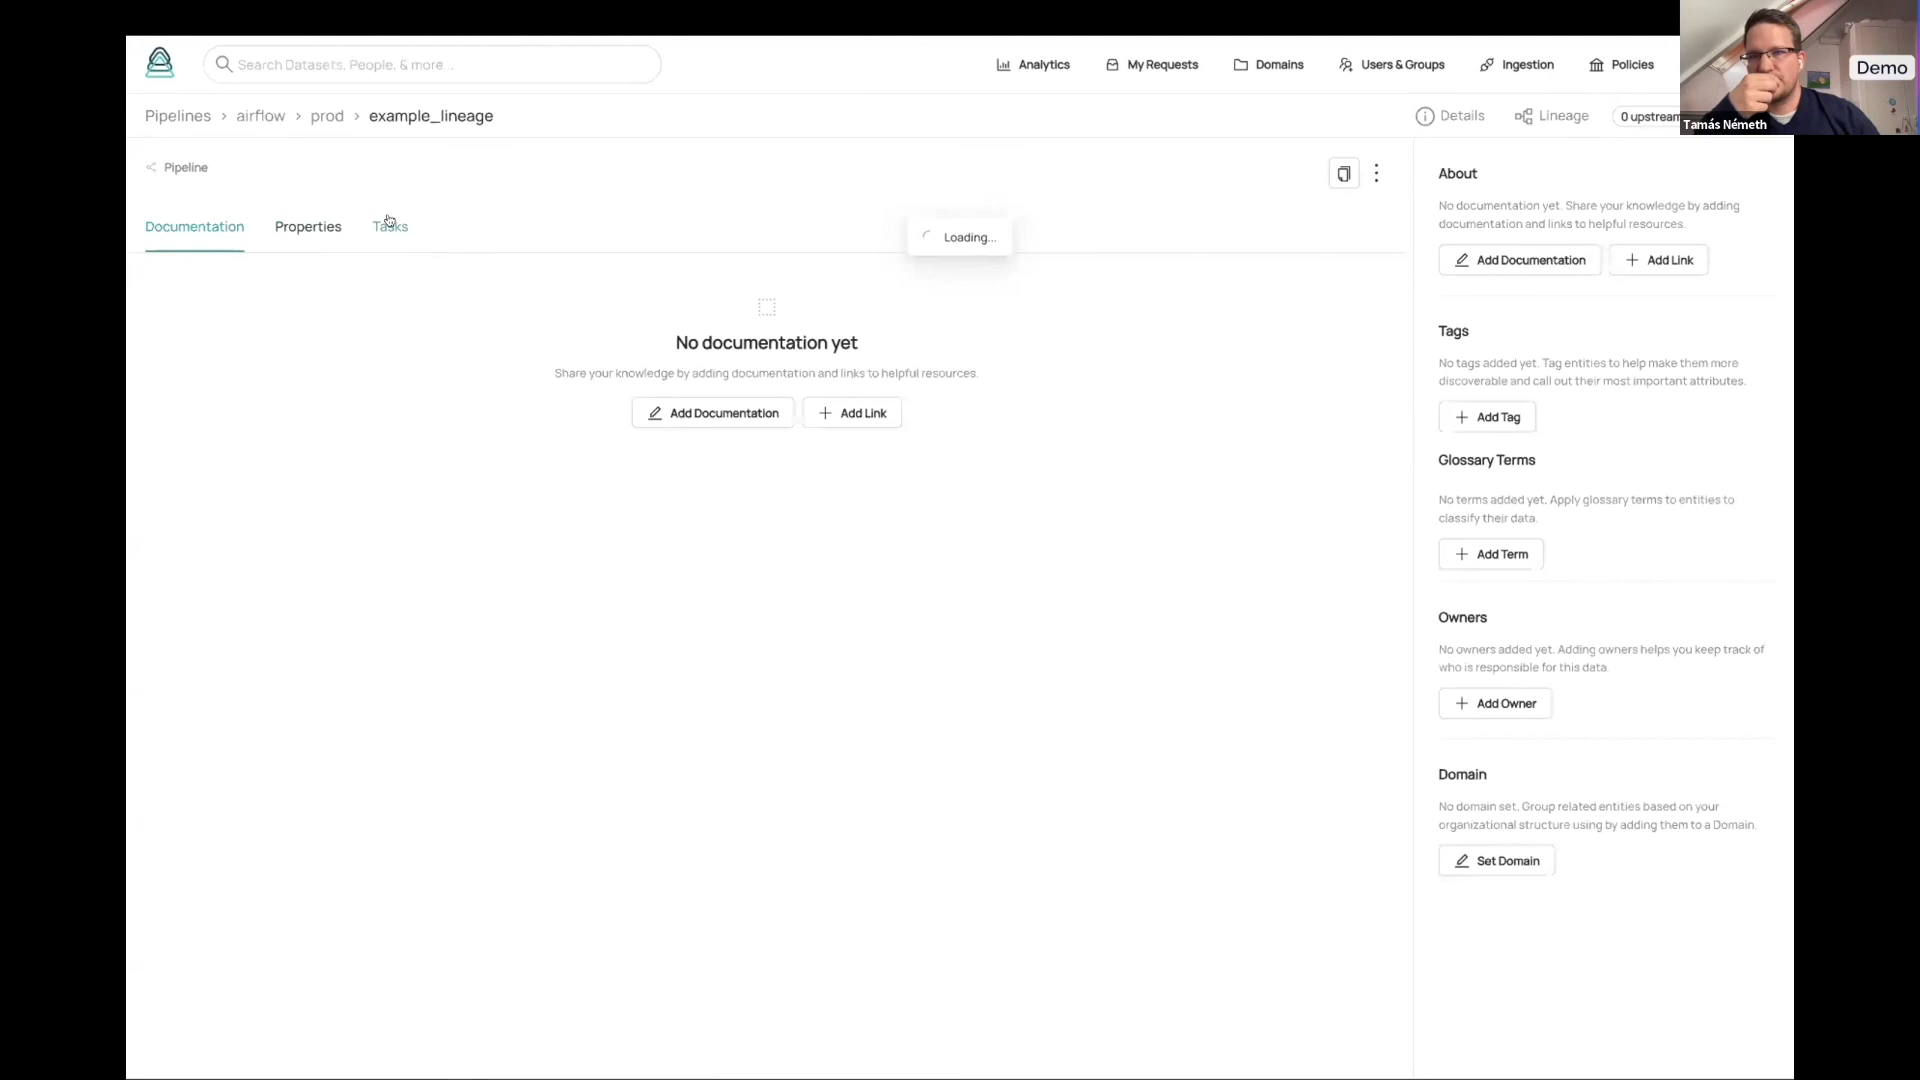 Search Datasets, People, & more...
Analytics
My Requests
Domains
Users & Groups
Ingestion
Policies
Demo
Tamás Németh
Pipelines > airflow > prod > example_lineage
Details
Lineage
0 upstream
Pipeline
Documentation
Properties
Tasks
Loading...
No documentation yet
Share your knowledge by adding documentation and links to helpful resources.
Add Documentation
Add Link
About
No documentation yet. Share your knowledge by adding
documentation and links to helpful resources.
Add Documentation
Add Link
Tags
No tags added yet. Tag entities to help make them more
discoverable and call out their most important attributes.
Add Tag
Glossary Terms
No terms added yet. Apply glossary terms to entities to
classify their data.
Add Term
Owners
No owners added yet. Adding owners helps you keep track of
who is responsible for this data.
Add Owner
Domain
No domain set. Group related entities based on your
organizational structure using by adding them to a Domain.
Set Domain